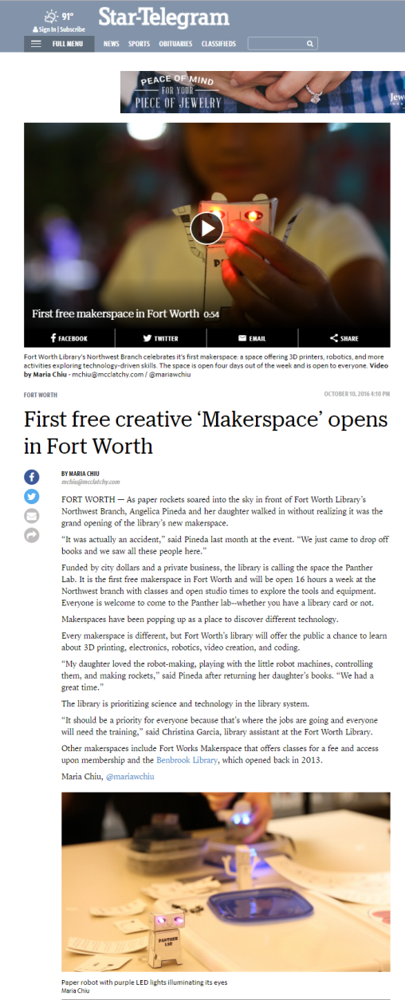 91°
Star-Telegram
Sign In | Subscribe
FULL MENU NEWS SPORTS OBITUARIES CLASSIFIEDS
PEACE OF MIND
FOR YOUR
PIECE OF JEWELRY
First free makerspace in Fort Worth 0:54
FACEBOOK TWITTER EMAIL SHARE
Fort Worth Library's Northwest Branch celebrates it's first makerspace: a space offering 3D printers, robotics, and more
activities exploring technology-driven skills. The space is open four days out of the week and is open to everyone. Video
by Maria Chiu - mchiu@mcclatchy.com / @mariawchiu
FORT WORTH
OCTOBER 10, 2016 4:10 PM
First free creative ‘Makerspace’ opens
in Fort Worth
BY MARIA CHIU
mchiu@mcclatchy.com
FORT WORTH — As paper rockets soared into the sky in front of Fort Worth Library’s
Northwest Branch, Angelica Pineda and her daughter walked in without realizing it was the
grand opening of the library’s new makerspace.
“It was actually an accident,” said Pineda last month at the event. “We just came to drop off
books and we saw all these people here.”
Funded by city dollars and a private business, the library is calling the space the Panther
Lab. It is the first free makerspace in Fort Worth and will be open 16 hours a week at the
Northwest branch with classes and open studio times to explore the tools and equipment.
Everyone is welcome to come to the Panther lab--whether you have a library card or not.
Makerspaces have been popping up as a place to discover different technology.
Every makerspace is different, but Fort Worth’s library will offer the public a chance to learn
about 3D printing, electronics, robotics, video creation, and coding.
“My daughter loved the robot-making, playing with the little robot machines, controlling
them, and making rockets,” said Pineda after returning her daughter’s books. “We had a
great time.”
The library is prioritizing science and technology in the library system.
“It should be a priority for everyone because that’s where the jobs are going and everyone
will need the training,” said Christina Garcia, library assistant at the Fort Worth Library.
Other makerspaces include Fort Works Makerspace that offers classes for a fee and access
upon membership and the Benbrook Library, which opened back in 2013.
Maria Chiu, @mariawchiu
PANTHER
LAB
Paper robot with purple LED lights illuminating its eyes
Maria Chiu